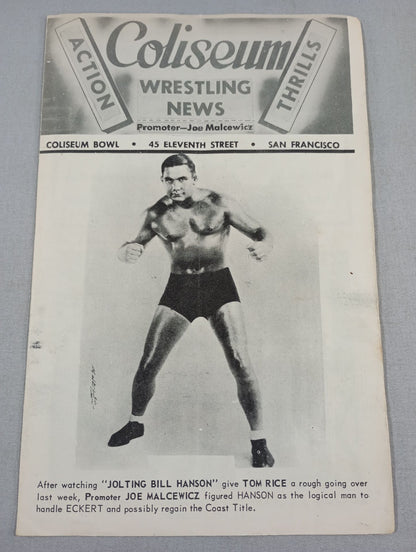 ACTION
Coliseum
THRILLS
WRESTLING
NEWS
Promoter—Joe Malcewicz
COLISEUM BOWL • 45 ELEVENTH STREET • SAN FRANCISCO
After watching "JOLTING BILL HANSON" give TOM RICE a rough going over
last week, Promoter JOE MALCEWICZ figured HANSON as the logical man to
handle ECKERT and possibly regain the Coast Title.